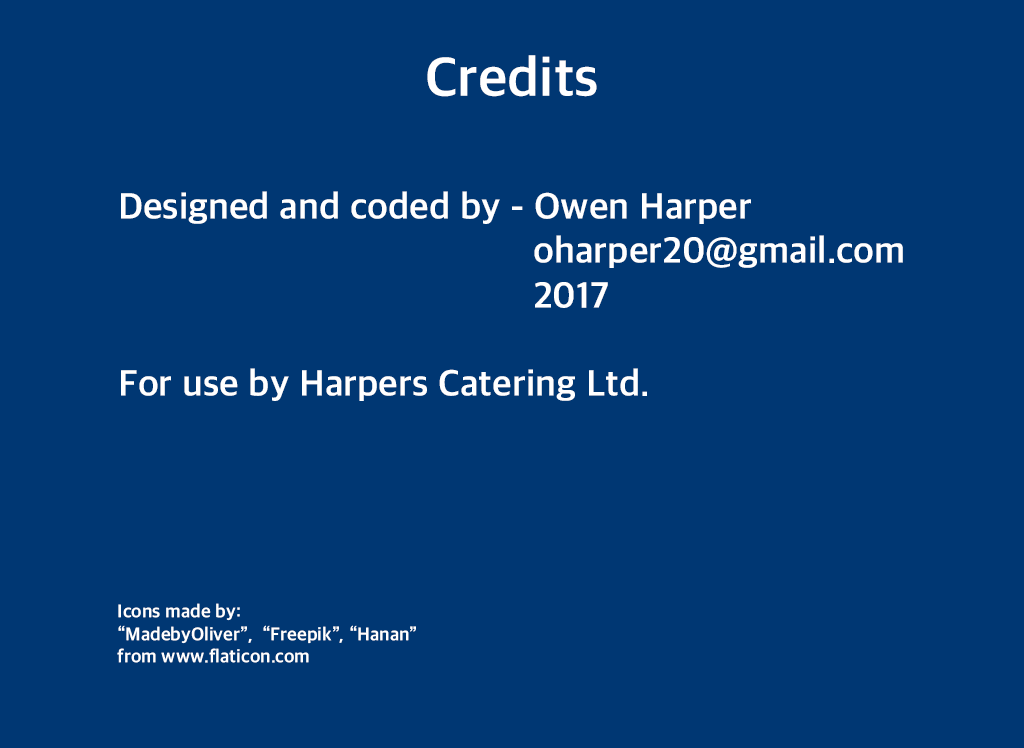 Credits
Designed and coded by - Owen Harper
oharper20@gmail.com
2017
For use by Harpers Catering Ltd.
Icons made by:
“MadebyOliver”, “Freepik”, “Hanan”
from www.flaticon.com